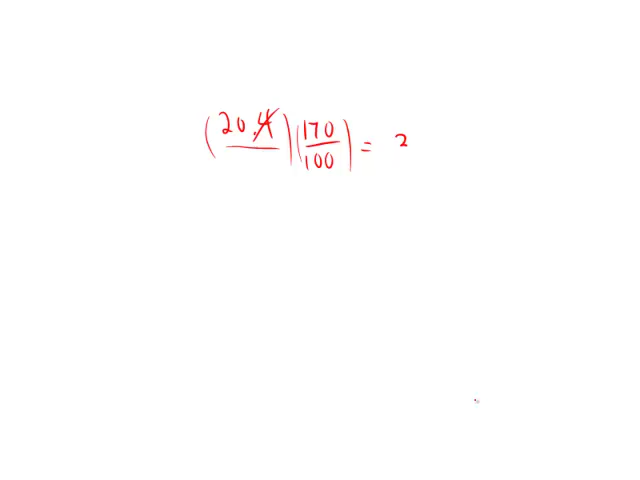 (20.4/)(170/100) = 2